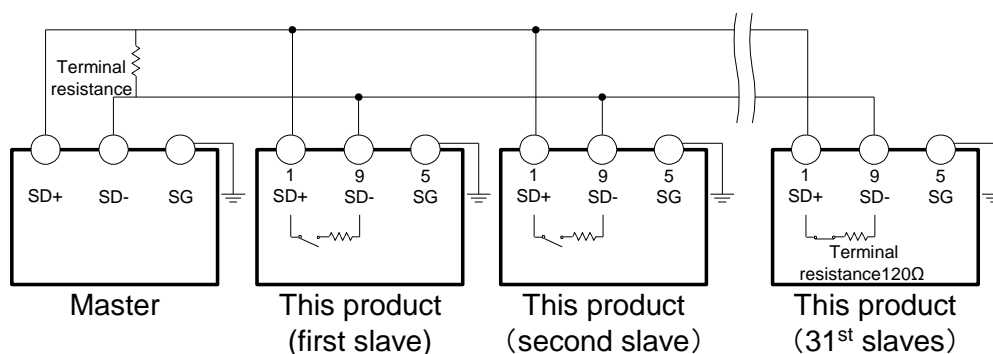 Terminal
resistance
1 9 5 1 9 5 1 9 5
SD+ SD- SG SD+ SD- SG SD+ SD- SG SD+ SD- SG
Terminal
resistance120Ω
Master This product This product This product
(first slave) （second slave） （31st slaves）